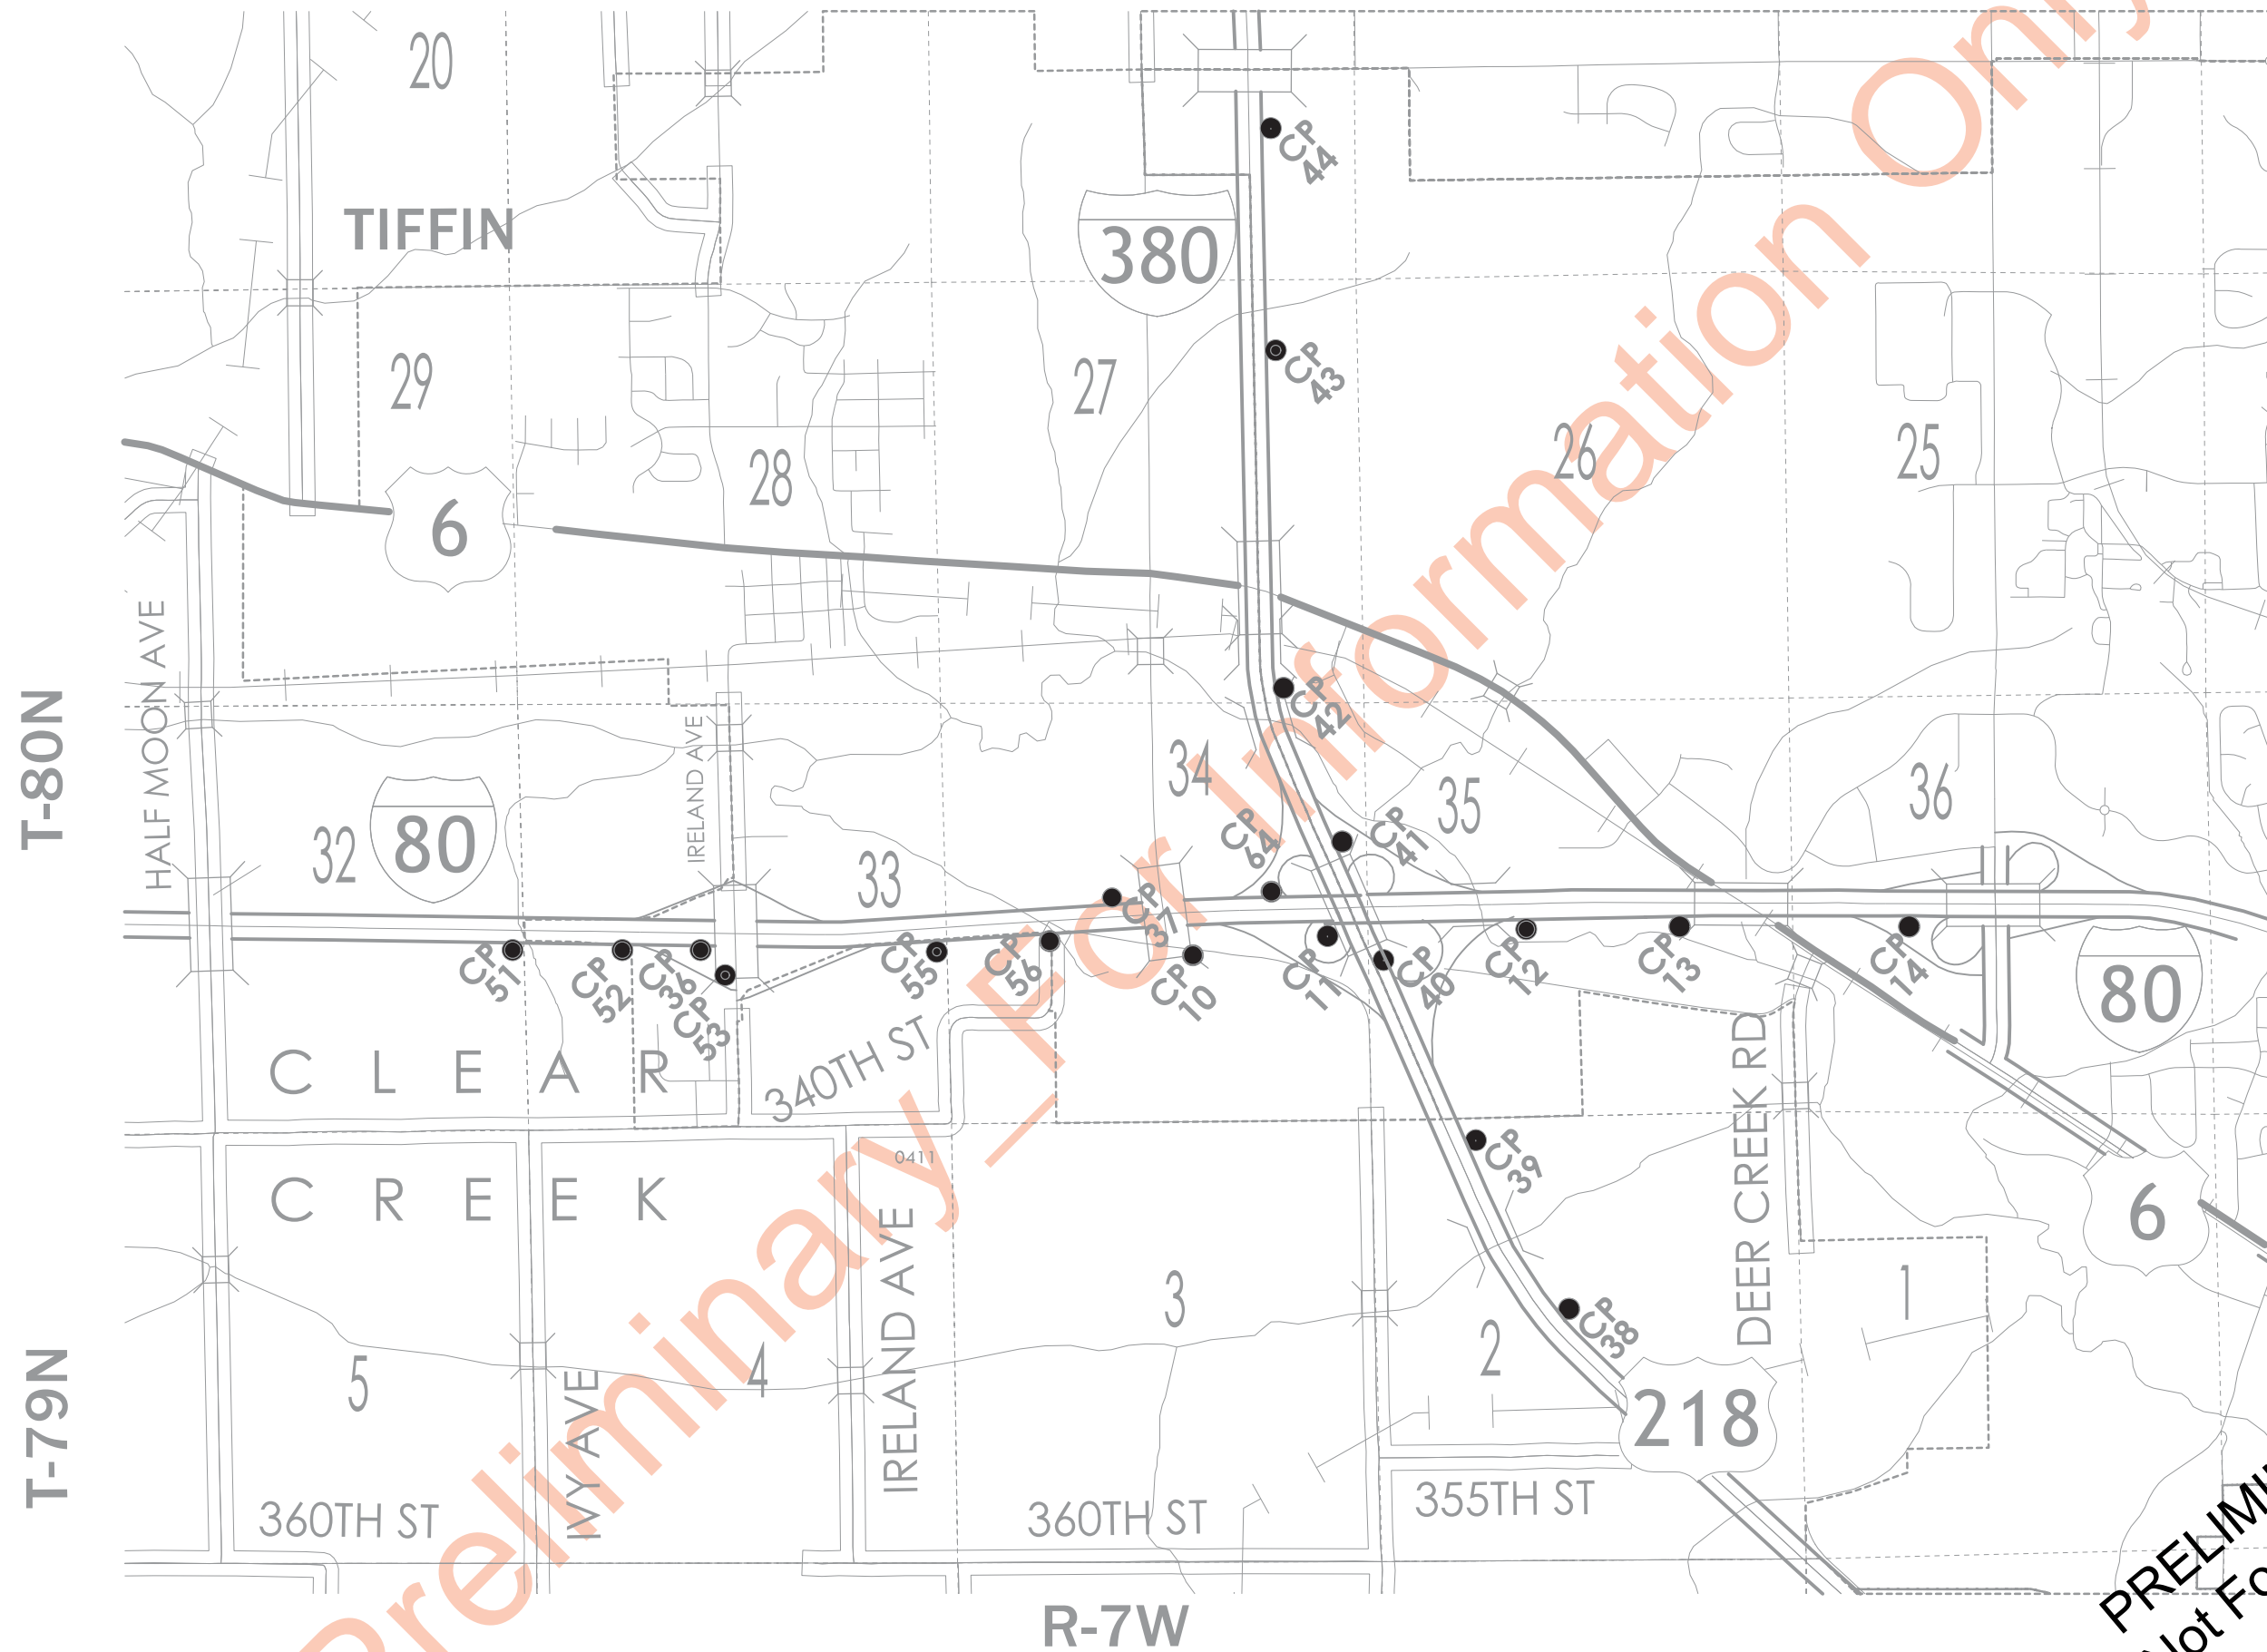 20
TIFFIN
380
CP
44
29
27
CP
43
28
26
25
6
HALF MOON AVE
IRELAND AVE
T-80N
CP
42
34
35
36
32
80
33
CP
64
CP
41
CP
37
CP
51
CP
52
CP
36
CP
53
CP
55
CP
56
CP
10
CP
11
CP
40
CP
12
CP
13
CP
14
80
CLEAR
CREEK
340TH ST
0411
DEER CREEK RD
CP
39
6
IRELAND AVE
3
1
CP
38
2
T-79N
5
4
IVY AVE
218
360TH ST
360TH ST
355TH ST
R-7W
Preliminary_For Information Only
PRELIM
Not Fo